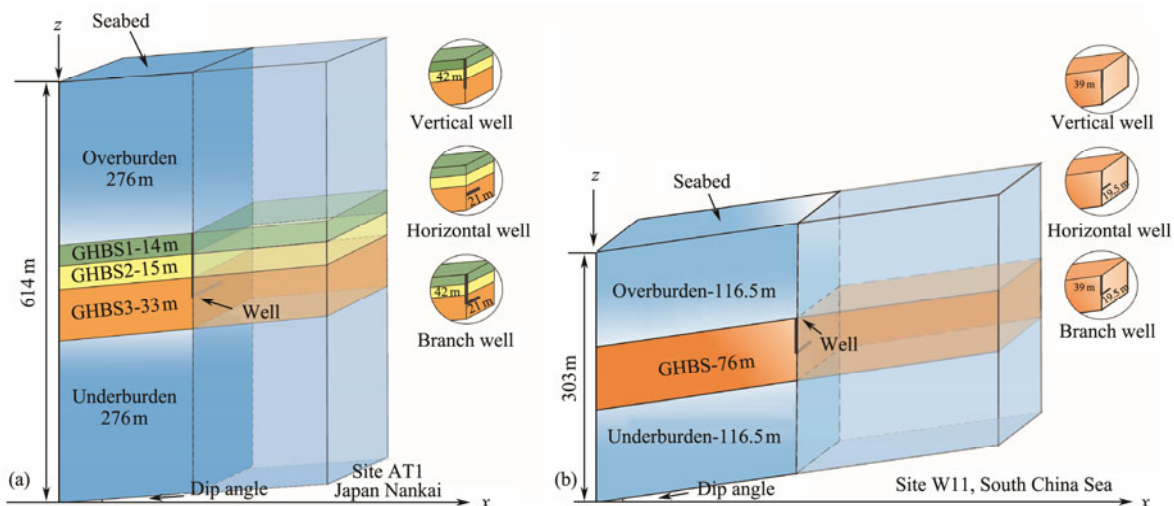 Seabed
z
Overburden
276 m
GHBS1-14 m
GHBS2-15 m
GHBS3-33 m
Well
614 m
Underburden
276 m
(a)
Dip angle
Site AT1
Japan Nankai
x
42 m
Vertical well
21 m
Horizontal well
42 m
21 m
Branch well
Seabed
z
Overburden-116.5 m
Well
GHBS-76 m
303 m
Underburden-116.5 m
(b)
Dip angle
Site W11, South China Sea
x
39 m
Vertical well
19.5 m
Horizontal well
39 m
19.5 m
Branch well